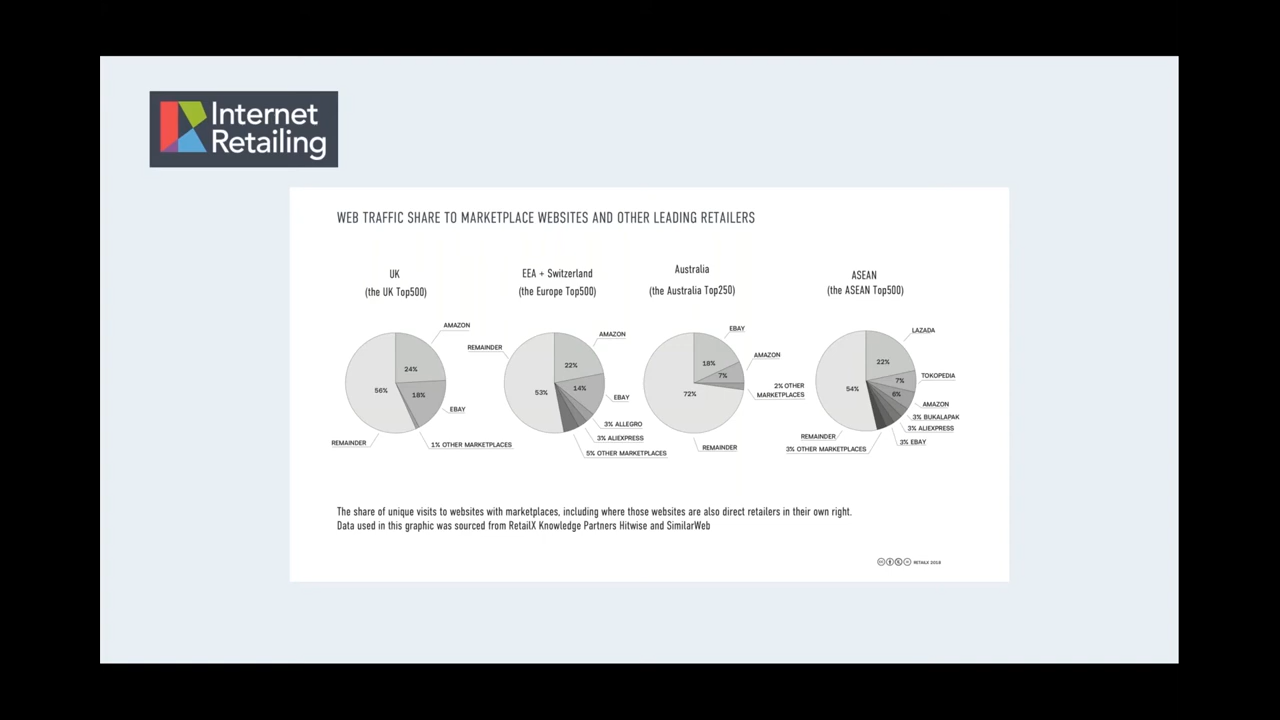 Internet
Retailing
WEB TRAFFIC SHARE TO MARKETPLACE WEBSITES AND OTHER LEADING RETAILERS
UK
(the UK Top500)
AMAZON
24%
18%
56%
EBAY
REMAINDER
1% OTHER MARKETPLACES
EEA + Switzerland
(the Europe Top500)
AMAZON
REMAINDER
22%
14%
53%
EBAY
3% ALLEGRO
3% ALIEXPRESS
5% OTHER MARKETPLACES
Australia
(the Australia Top250)
EBAY
AMAZON
18%
7%
2% OTHER
MARKETPLACES
72%
REMAINDER
ASEAN
(the ASEAN Top500)
LAZADA
22%
TOKOPEDIA
7%
54%
6%
AMAZON
3% BUKALAPAK
3% ALIEXPRESS
REMAINDER
3% EBAY
3% OTHER MARKETPLACES
The share of unique visits to websites with marketplaces, including where those websites are also direct retailers in their own right.
Data used in this graphic was sourced from RetailX Knowledge Partners Hitwise and SimilarWeb
RETAILX 2018